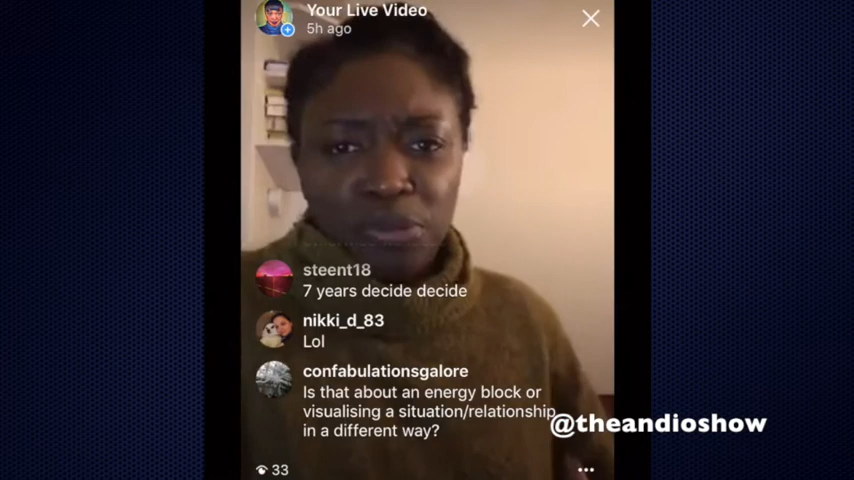 Your Live Video
5h ago
steent18
7 years decide decide
nikki_d_83
Lol
confabulationsgalore
Is that about an energy block or
visualising a situation/relationship
in a different way?
@theandioshow
33